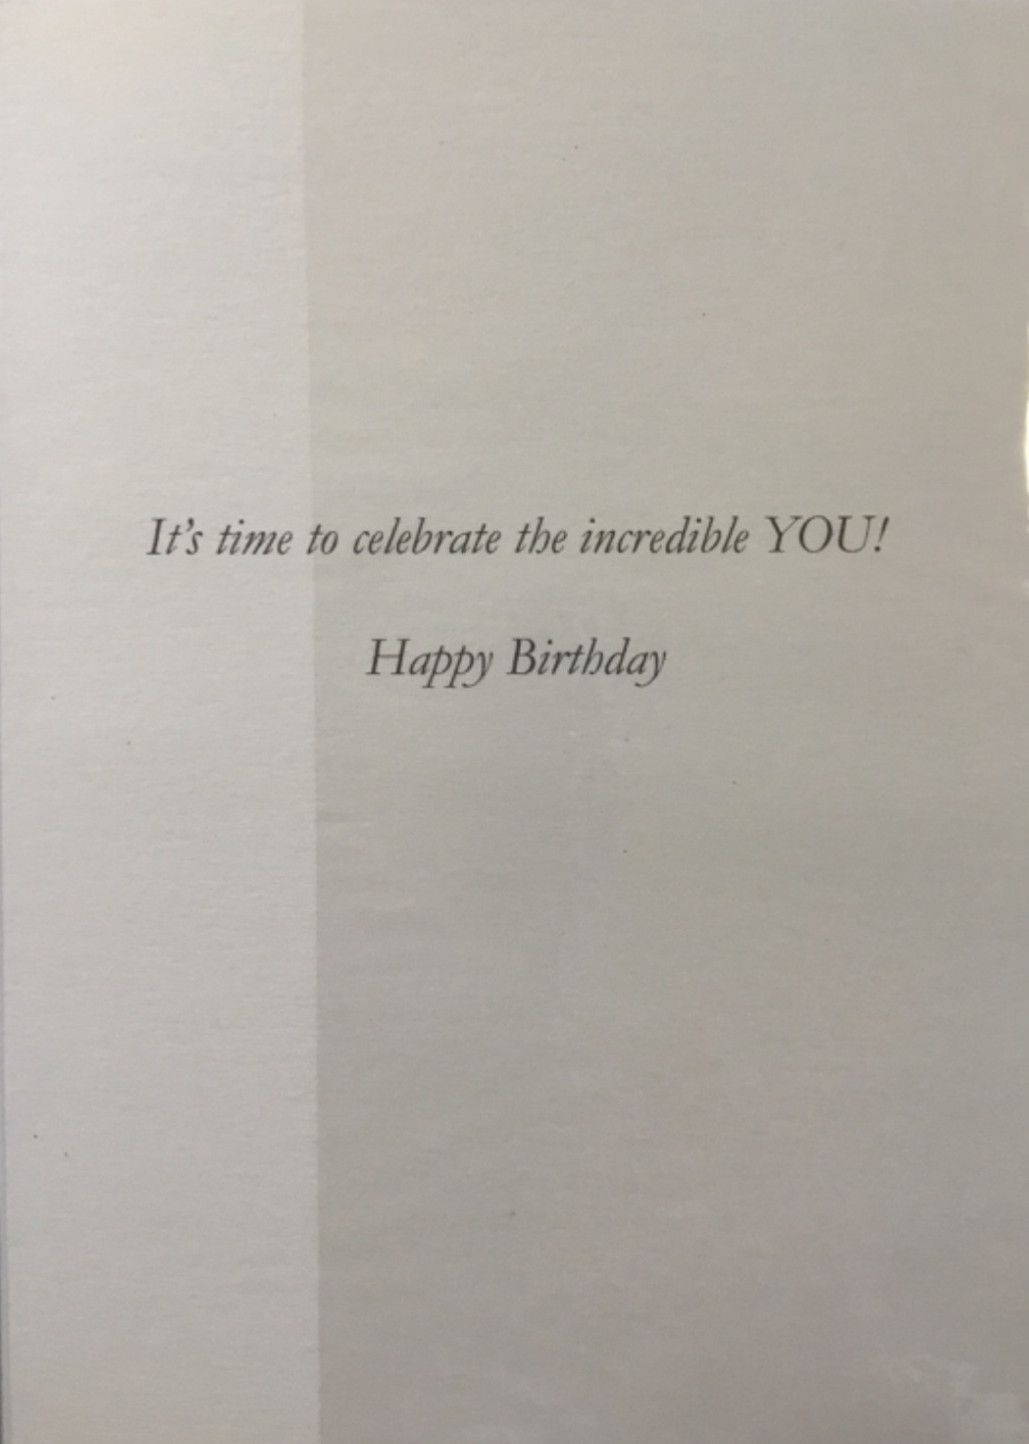 It's time to celebrate the incredible YOU!
Happy Birthday